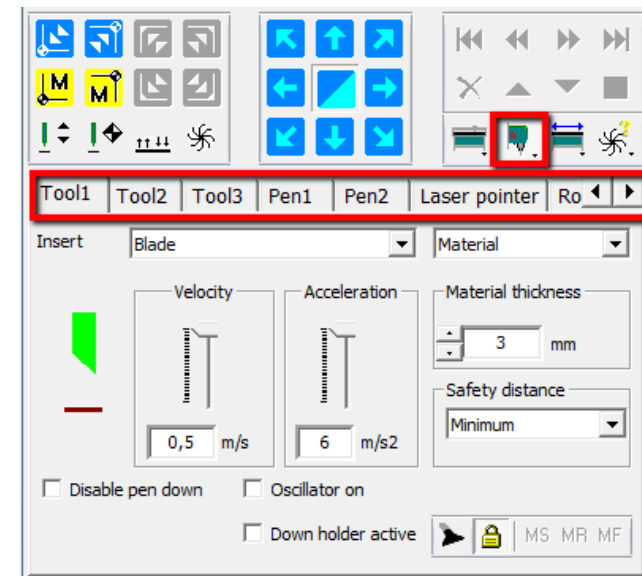 M M
?
Tool1 Tool2 Tool3 Pen1 Pen2 Laser pointer Ro
Insert Blade Material
Velocity Acceleration Material thickness
3 mm
Safety distance
Minimum
0,5 m/s 6 m/s2
Disable pen down Oscillator on
Down holder active MS MR MF